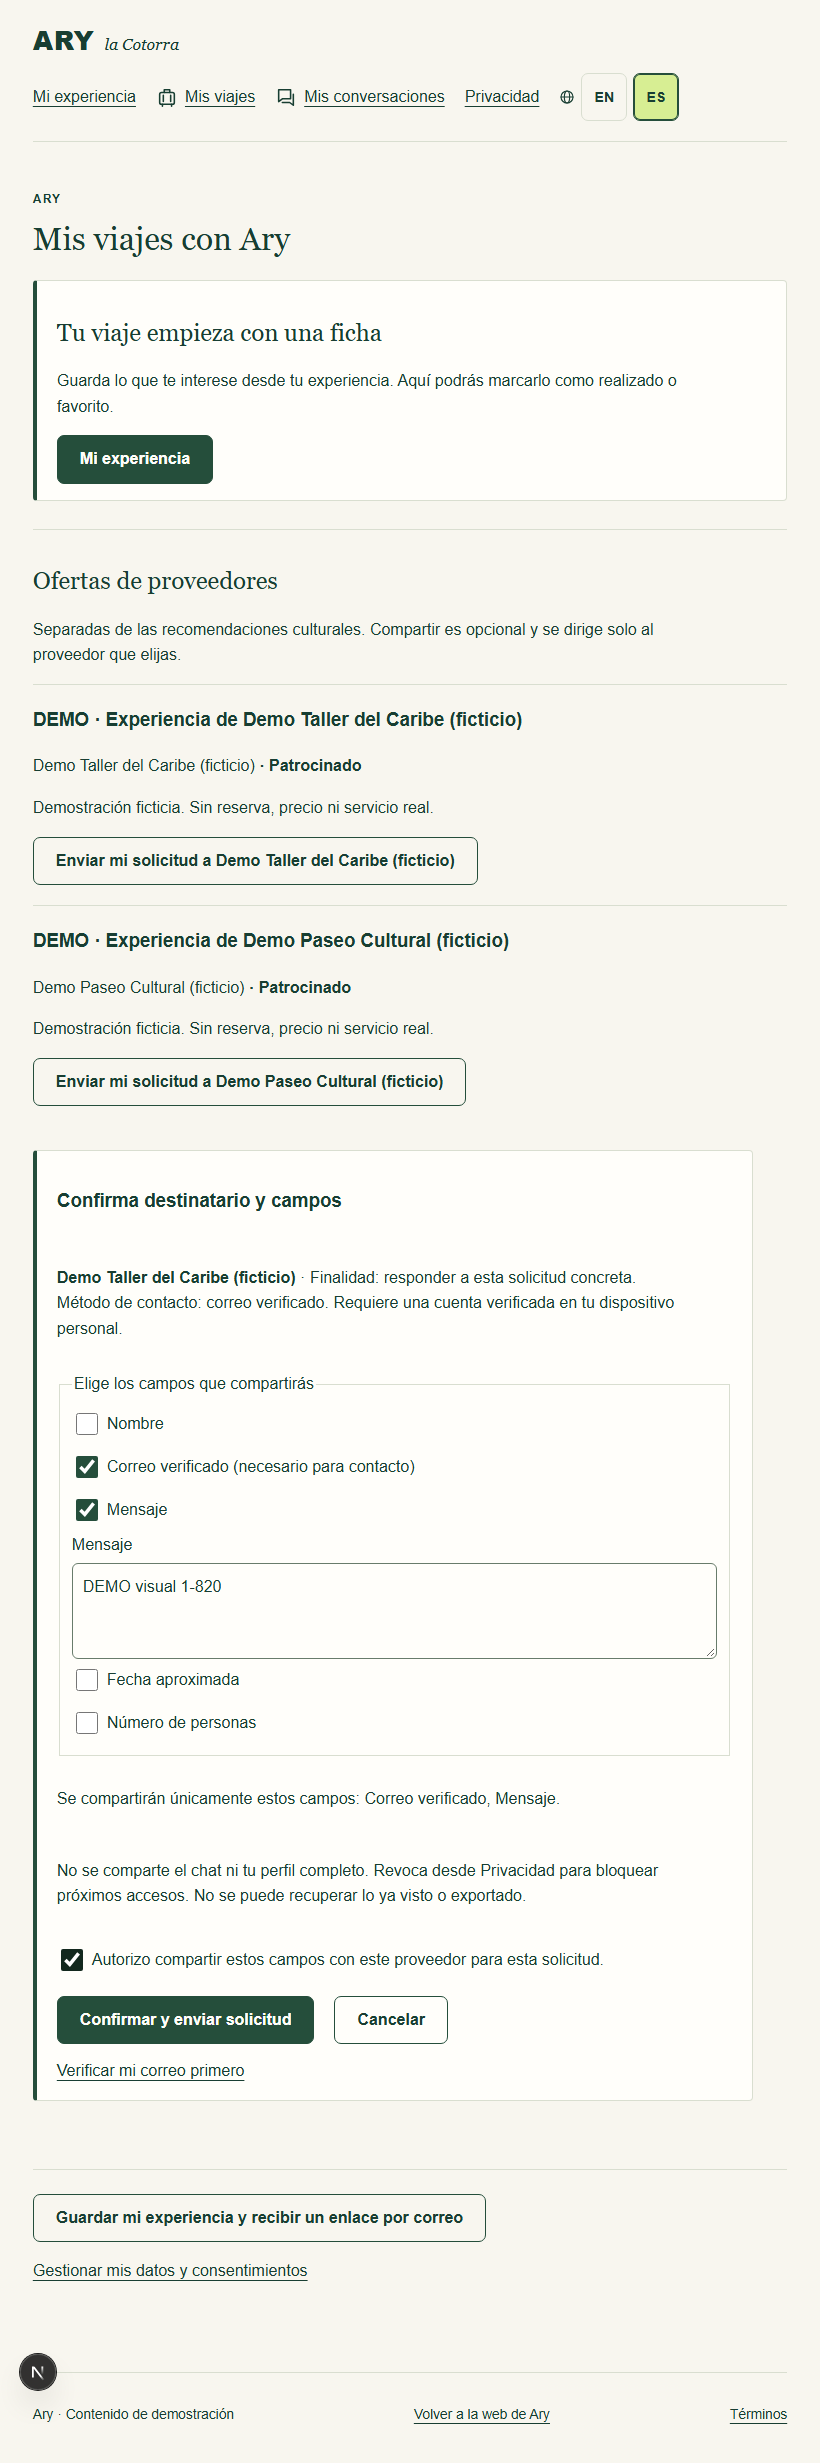 ARY la Cotorra
Mi experiencia Mis viajes Mis conversaciones Privacidad EN ES
ARY
Mis viajes con Ary
Tu viaje empieza con una ficha
Guarda lo que te interese desde tu experiencia. Aquí podrás marcarlo como realizado o
favorito.
Mi experiencia
Ofertas de proveedores
Separadas de las recomendaciones culturales. Compartir es opcional y se dirige solo al
proveedor que elijas.
DEMO · Experiencia de Demo Taller del Caribe (ficticio)
Demo Taller del Caribe (ficticio) · Patrocinado
Demostración ficticia. Sin reserva, precio ni servicio real.
Enviar mi solicitud a Demo Taller del Caribe (ficticio)
DEMO · Experiencia de Demo Paseo Cultural (ficticio)
Demo Paseo Cultural (ficticio) · Patrocinado
Demostración ficticia. Sin reserva, precio ni servicio real.
Enviar mi solicitud a Demo Paseo Cultural (ficticio)
Confirma destinatario y campos
Demo Taller del Caribe (ficticio) · Finalidad: responder a esta solicitud concreta.
Método de contacto: correo verificado. Requiere una cuenta verificada en tu dispositivo
personal.
Elige los campos que compartirás
Nombre
Correo verificado (necesario para contacto)
Mensaje
Mensaje
DEMO visual 1-820
Fecha aproximada
Número de personas
Se compartirán únicamente estos campos: Correo verificado, Mensaje.
No se comparte el chat ni tu perfil completo. Revoca desde Privacidad para bloquear
próximos accesos. No se puede recuperar lo ya visto o exportado.
Autorizo compartir estos campos con este proveedor para esta solicitud.
Confirmar y enviar solicitud Cancelar
Verificar mi correo primero
Guardar mi experiencia y recibir un enlace por correo
Gestionar mis datos y consentimientos
N
Ary · Contenido de demostración Volver a la web de Ary Términos